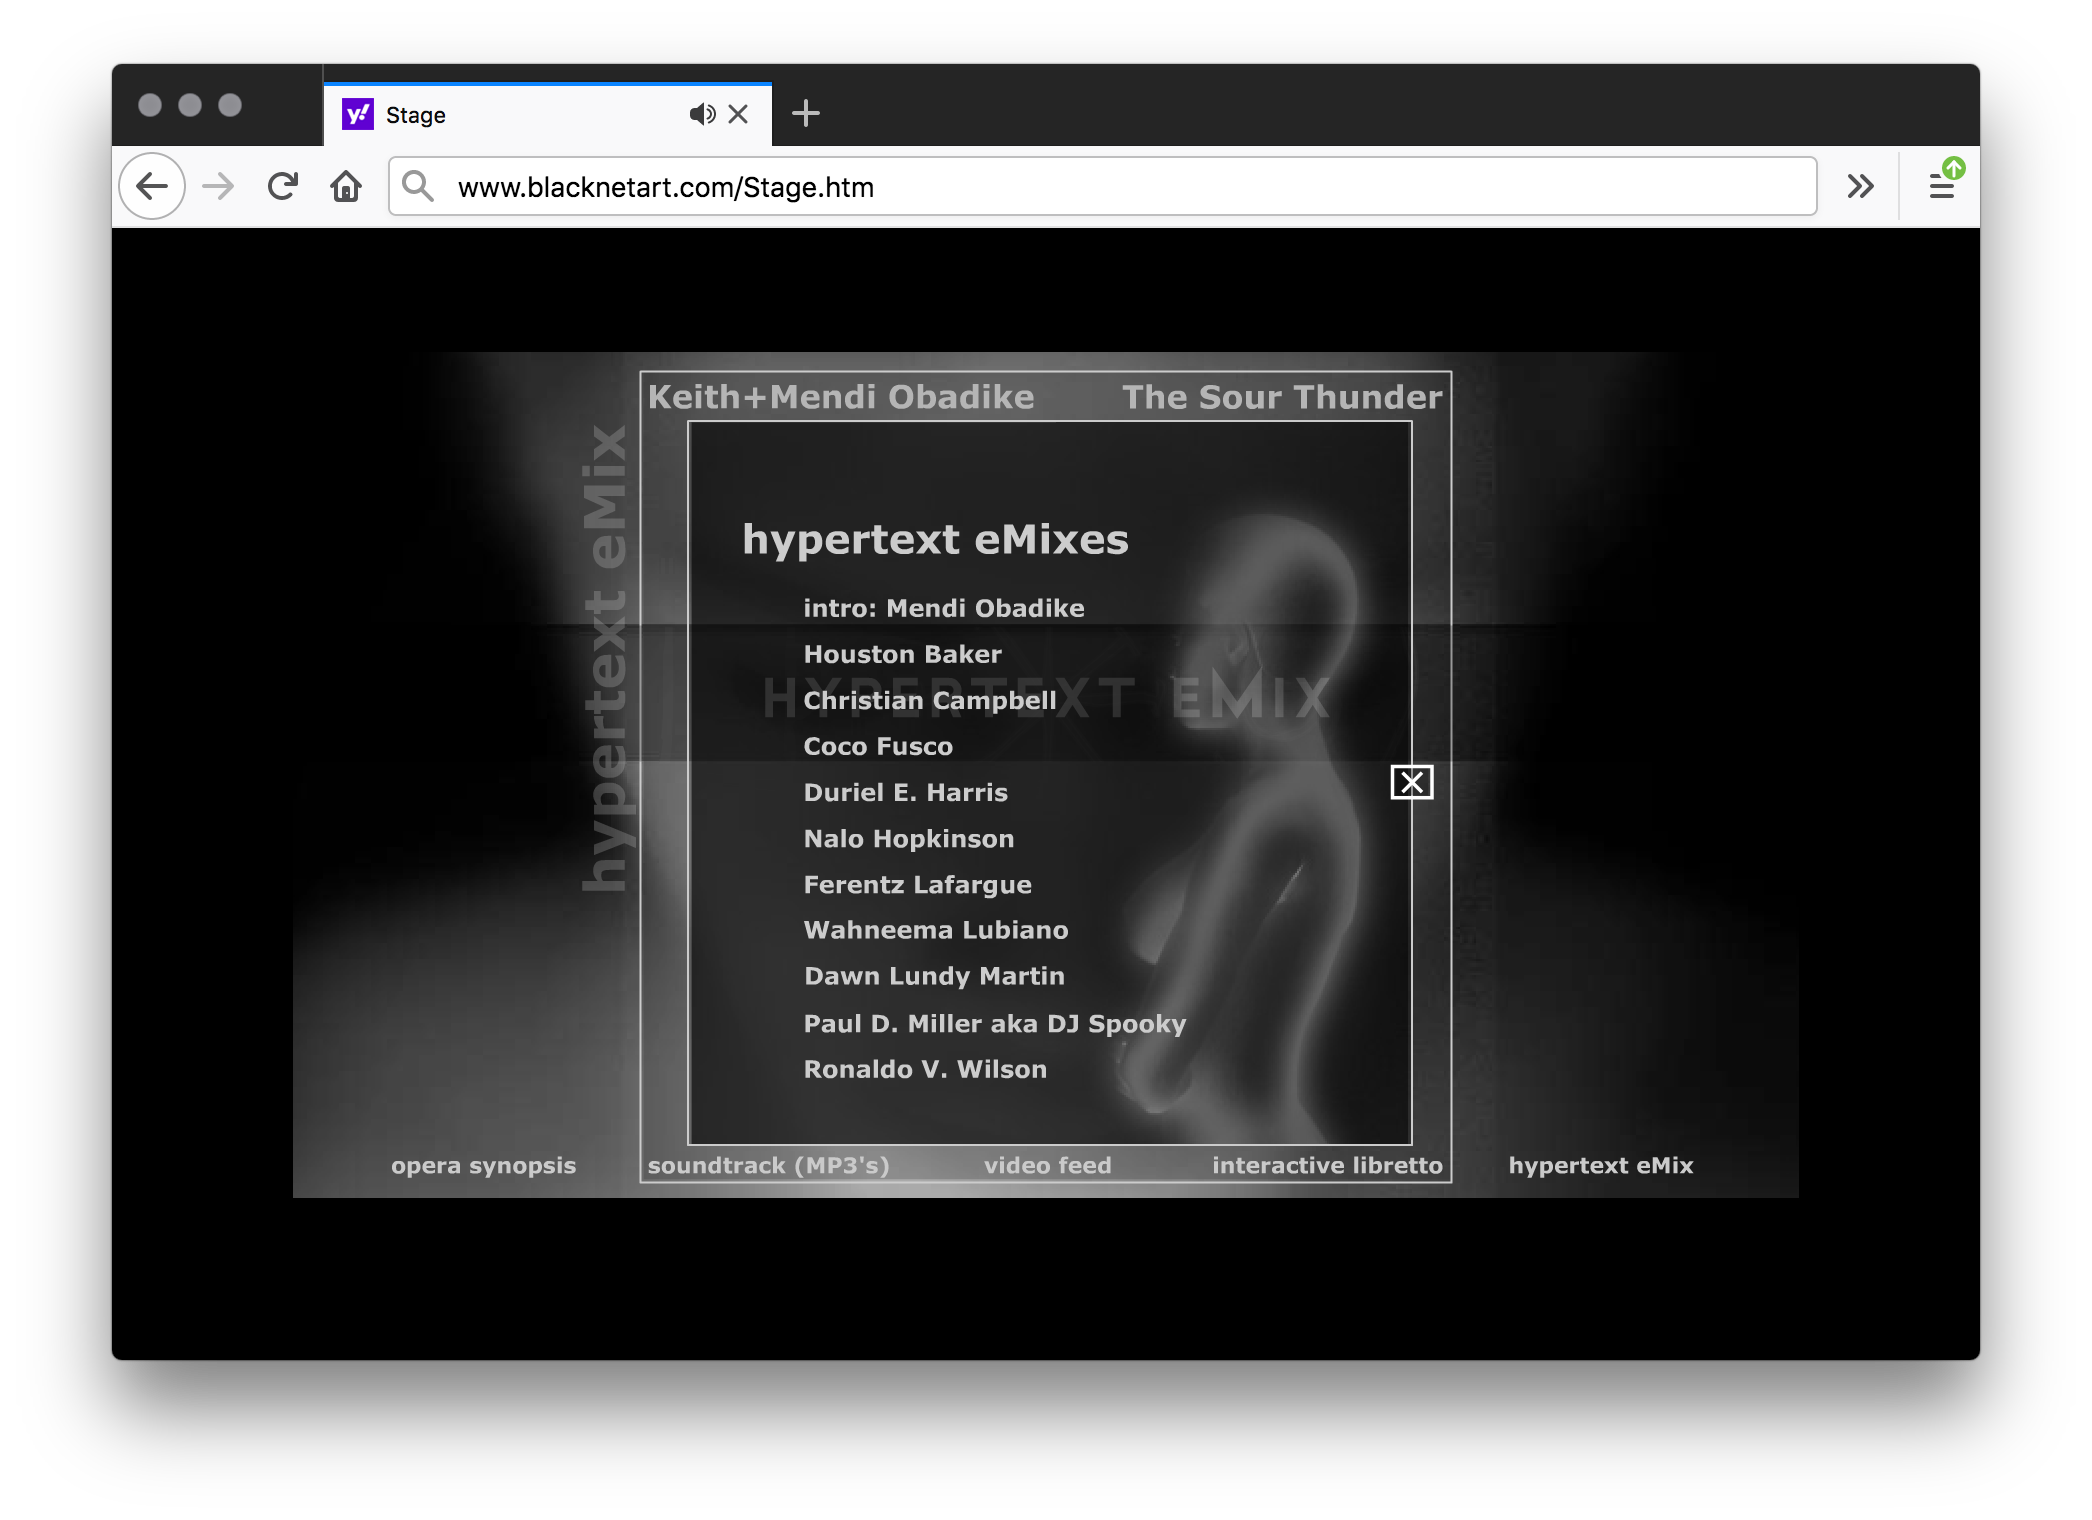 y!
Stage
www.blacknetart.com/Stage.htm
Keith+Mendi Obadike
The Sour Thunder
hypertext eMix
hypertext eMixes
intro: Mendi Obadike
Houston Baker
HYPERTEXT EMIX
Christian Campbell
Coco Fusco
Duriel E. Harris
Nalo Hopkinson
Ferentz Lafargue
Wahneema Lubiano
Dawn Lundy Martin
Paul D. Miller aka DJ Spooky
Ronaldo V. Wilson
opera synopsis
soundtrack (MP3's)
video feed
interactive libretto
hypertext eMix